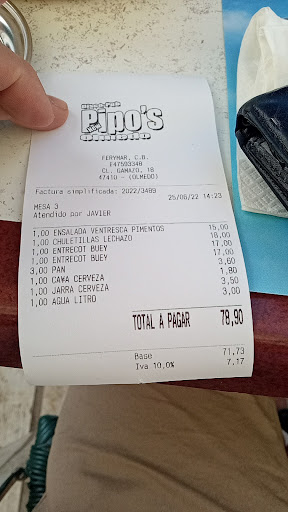 Pipo's
FERYMAR, C.B.
E47593348
CL. GAMAZO, 18
47410 - (OLMEDO)
Factura simplificada: 2022/3489
25/06/22 14:23
MESA 3
Atendido por JAVIER
1,00 ENSALADA VENTRESCA PIMENTOS 15,00
1,00 CHULETILLAS LECHAZO 18,00
1,00 ENTRECOT BUEY 17,00
1,00 ENTRECOT BUEY 17,00
3,00 PAN 3,60
1,00 CAÑA CERVEZA 1,80
1,00 JARRA CERVEZA 3,50
1,00 AGUA LITRO 3,00
TOTAL A PAGAR 78,90
Base 71,73
Iva 10,0% 7,17